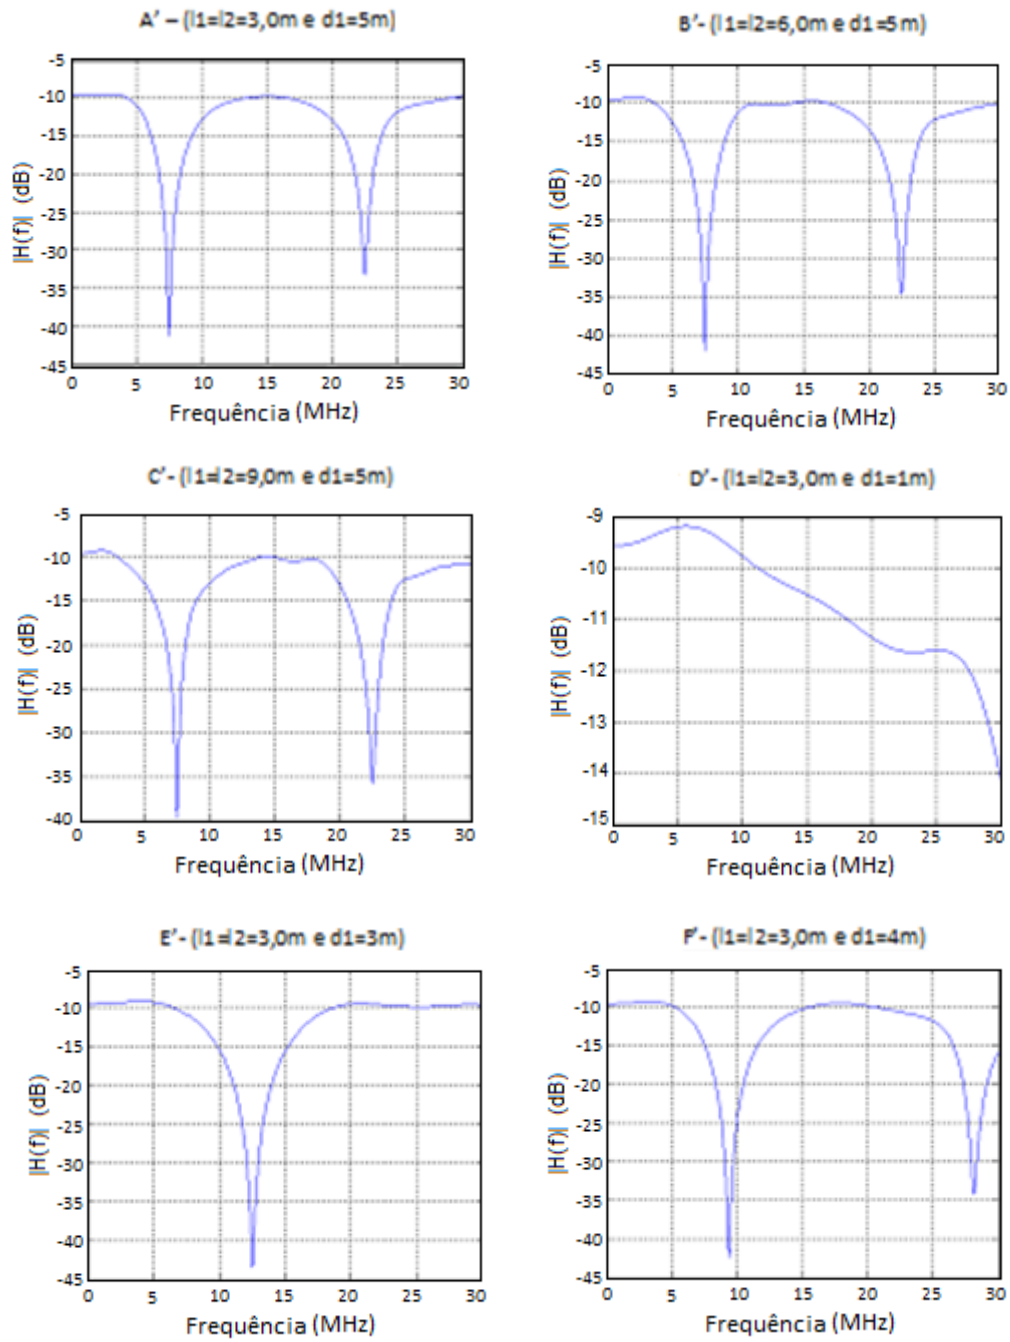 A' – (l1=l2=3,0m e d1=5m)
-5
-10
-15
-20
-25
-30
-35
-40
-45
|H(f)| (dB)
0 5 10 15 20 25 30
Frequência (MHz)
B'- (l1=l2=6,0m e d1=5m)
-5
-10
-15
-20
-25
-30
-35
-40
-45
|H(f)| (dB)
0 5 10 15 20 25 30
Frequência (MHz)
C'- (l1=l2=9,0m e d1=5m)
-5
-10
-15
-20
-25
-30
-35
-40
|H(f)| (dB)
0 5 10 15 20 25 30
Frequência (MHz)
D'- (l1=l2=3,0m e d1=1m)
-9
-10
-11
-12
-13
-14
-15
|H(f)| (dB)
0 5 10 15 20 25 30
Frequência (MHz)
E'- (l1=l2=3,0m e d1=3m)
-5
-10
-15
-20
-25
-30
-35
-40
-45
|H(f)| (dB)
0 5 10 15 20 25 30
Frequência (MHz)
F'- (l1=l2=3,0m e d1=4m)
-5
-10
-15
-20
-25
-30
-35
-40
-45
|H(f)| (dB)
0 5 10 15 20 25 30
Frequência (MHz)